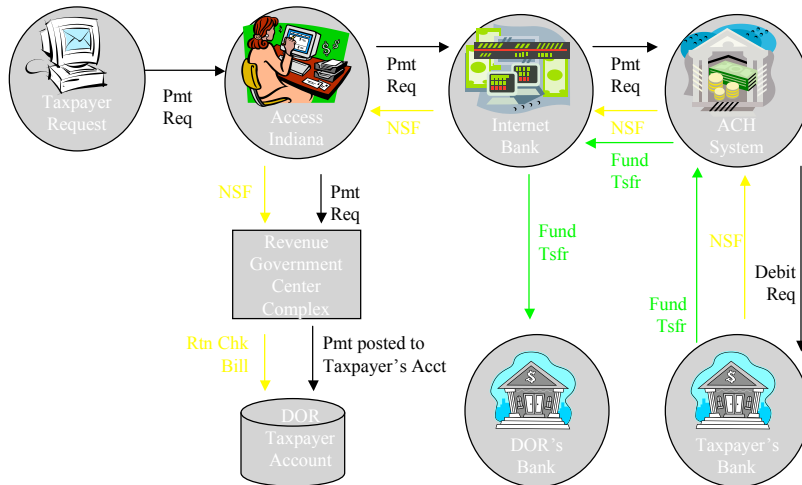 Taxpayer
Request
Pmt
Req
Access
Indiana
Pmt
Req
NSF
Internet
Bank
Pmt
Req
NSF
ACH
System
Fund
Tsfr
NSF
Pmt
Req
Revenue
Government
Center
Complex
Fund
Tsfr
NSF
Debit
Req
Fund
Tsfr
Rtn Chk
Bill
Pmt posted to
Taxpayer's Acct
DOR
Taxpayer
Account
DOR's
Bank
Taxpayer's
Bank